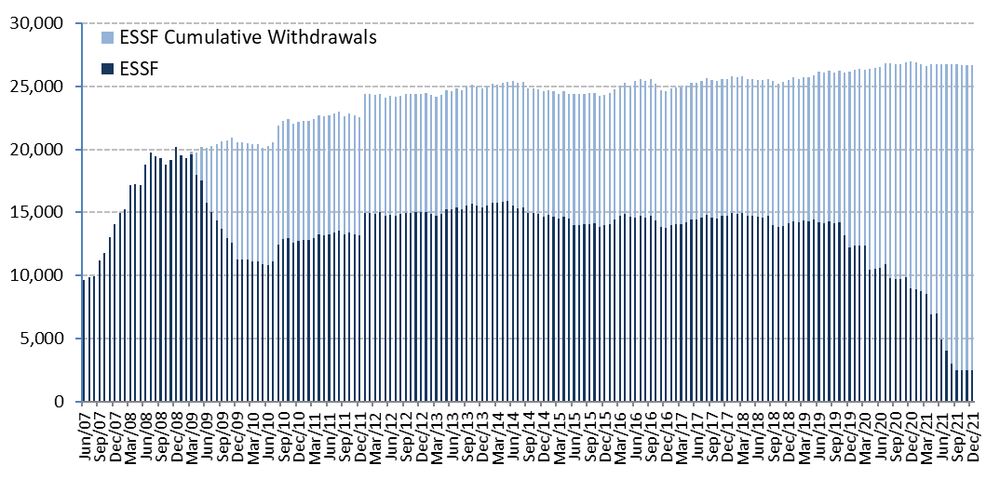 30,000
ESSF Cumulative Withdrawals
ESSF
25,000
20,000
15,000
10,000
5,000
0
Jun/07
Sep/07
Dec/07
Mar/08
Jun/08
Sep/08
Dec/08
Mar/09
Jun/09
Sep/09
Dec/09
Mar/10
Jun/10
Sep/10
Dec/10
Mar/11
Jun/11
Sep/11
Dec/11
Mar/12
Jun/12
Sep/12
Dec/12
Mar/13
Jun/13
Sep/13
Dec/13
Mar/14
Jun/14
Sep/14
Dec/14
Mar/15
Jun/15
Sep/15
Dec/15
Mar/16
Jun/16
Sep/16
Dec/16
Mar/17
Jun/17
Sep/17
Dec/17
Mar/18
Jun/18
Sep/18
Dec/18
Mar/19
Jun/19
Sep/19
Dec/19
Mar/20
Jun/20
Sep/20
Dec/20
Mar/21
Jun/21
Sep/21
Dec/21